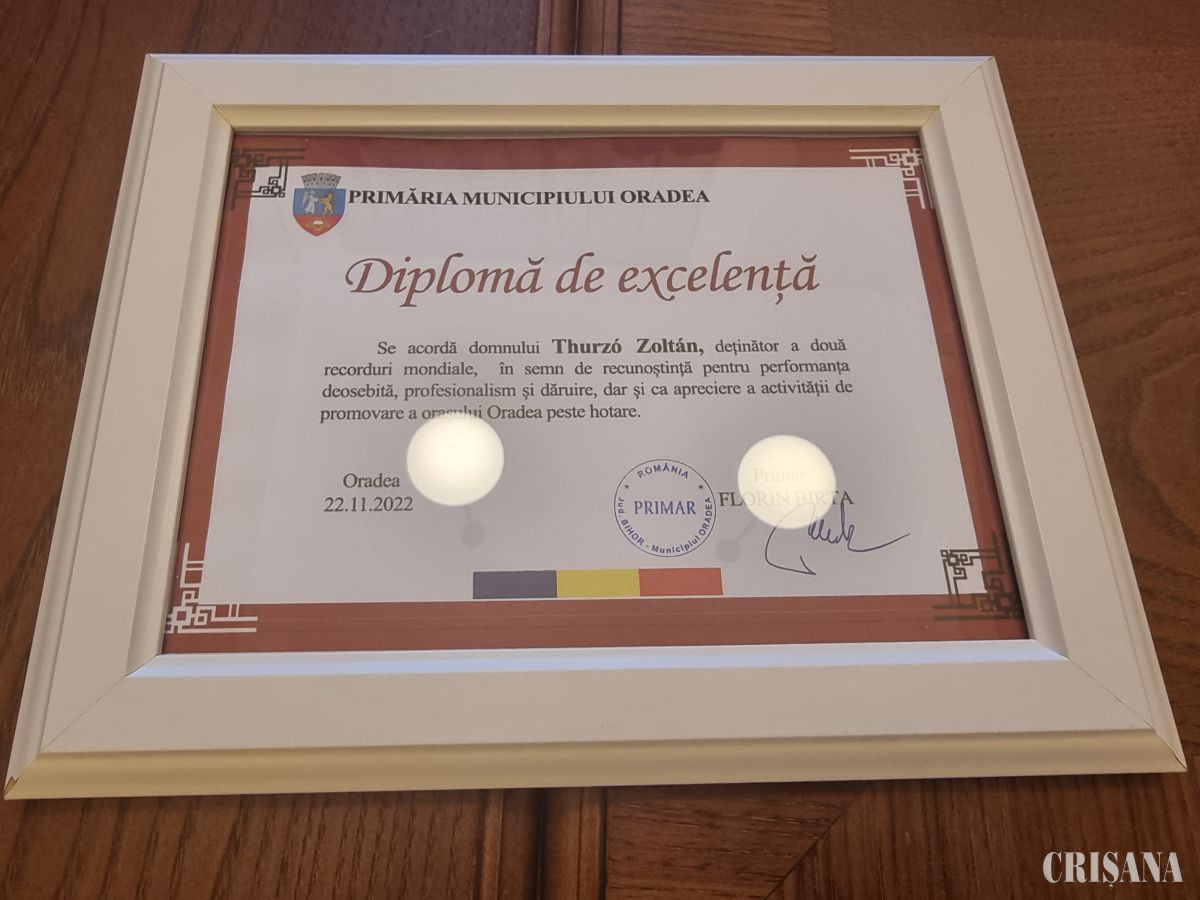 PRIMĂRIA MUNICIPIULUI ORADEA
Diplomă de excelență
Se acordă domnului Thurzó Zoltán, deținător a două
recorduri mondiale, în semn de recunoștință pentru performanța
deosebită, profesionalism și dăruire, dar și ca apreciere a activității de
promovare a orașului Oradea peste hotare.
Oradea
22.11.2022
ROMÂNIA
PRIMAR
Jud. BIHOR - Municipiul ORADEA
Primar
FLORIN BIRTA
CRIȘANA